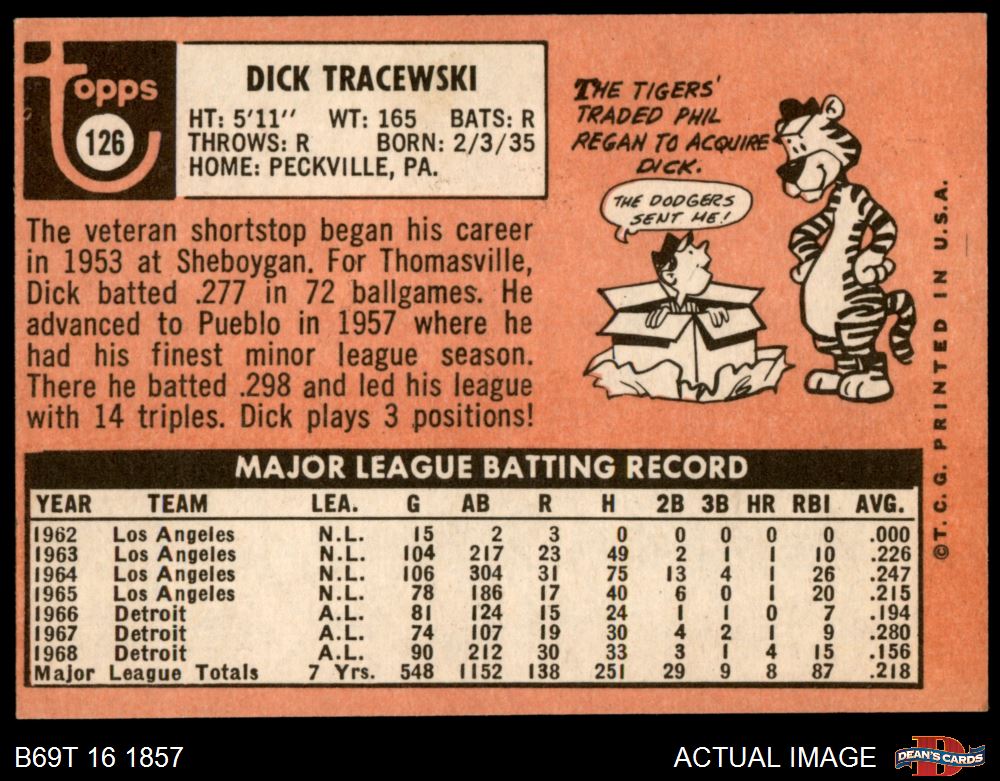 Topps
126
DICK TRACEWSKI
HT: 5'11'' WT: 165 BATS: R
THROWS: R BORN: 2/3/35
HOME: PECKVILLE, PA.
The veteran shortstop began his career
in 1953 at Sheboygan. For Thomasville,
Dick batted .277 in 72 ballgames. He
advanced to Pueblo in 1957 where he
had his finest minor league season.
There he batted .298 and led his league
with 14 triples. Dick plays 3 positions!
THE TIGERS'
TRADED PHIL
REGAN TO ACQUIRE
DICK.
THE DODGERS
SENT ME!
MAJOR LEAGUE BATTING RECORD
YEAR TEAM LEA. G AB R H 2B 3B HR RBI AVG.
1962 Los Angeles N.L. 15 2 3 0 0 0 0 0 .000
1963 Los Angeles N.L. 104 217 23 49 2 1 1 10 .226
1964 Los Angeles N.L. 106 304 31 75 13 4 1 26 .247
1965 Los Angeles N.L. 78 186 17 40 6 0 1 20 .215
1966 Detroit A.L. 81 124 15 24 1 1 0 7 .194
1967 Detroit A.L. 74 107 19 30 4 2 1 9 .280
1968 Detroit A.L. 90 212 30 33 3 1 4 15 .156
Major League Totals 7 Yrs. 548 1152 138 251 29 9 8 87 .218
©T. C. G. PRINTED IN U.S.A.
B69T 16 1857
ACTUAL IMAGE
D
DEAN'S CARDS